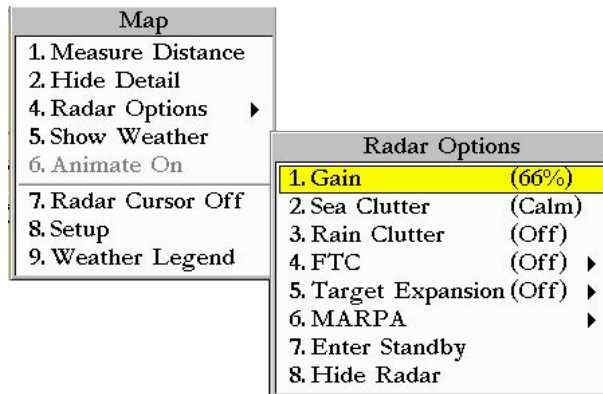 Map
1. Measure Distance
2. Hide Detail
4. Radar Options
5. Show Weather
6. Animate On
7. Radar Cursor Off
8. Setup
9. Weather Legend
Radar Options
1. Gain (66%)
2. Sea Clutter (Calm)
3. Rain Clutter (Off)
4. FTC (Off)
5. Target Expansion (Off)
6. MARPA
7. Enter Standby
8. Hide Radar